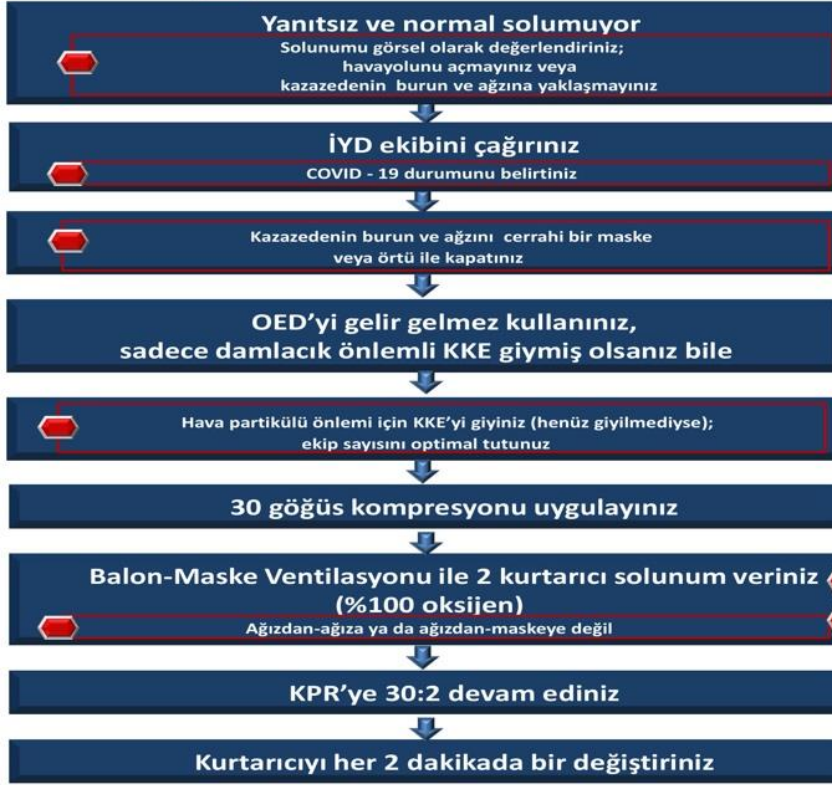 Yanıtsız ve normal solumuyor
Solunumu görsel olarak değerlendiriniz;
havayolunu açmayınız veya
kazazedenin burun ve ağzına yaklaşmayınız
İYD ekibini çağırınız
COVID - 19 durumunu belirtiniz
Kazazedenin burun ve ağzını cerrahi bir maske
veya örtü ile kapatınız
OED’yi gelir gelmez kullanınız,
sadece damlacık önlemli KKE giymiş olsanız bile
Hava partikülü önlemi için KKE’yi giyiniz (henüz giyilmediyse);
ekip sayısını optimal tutunuz
30 göğüs kompresyonu uygulayınız
Balon-Maske Ventilasyonu ile 2 kurtarıcı solunum veriniz
(%100 oksijen)
Ağızdan-ağıza ya da ağızdan-maskeye değil
KPR’ye 30:2 devam ediniz
Kurtarıcıyı her 2 dakikada bir değiştiriniz